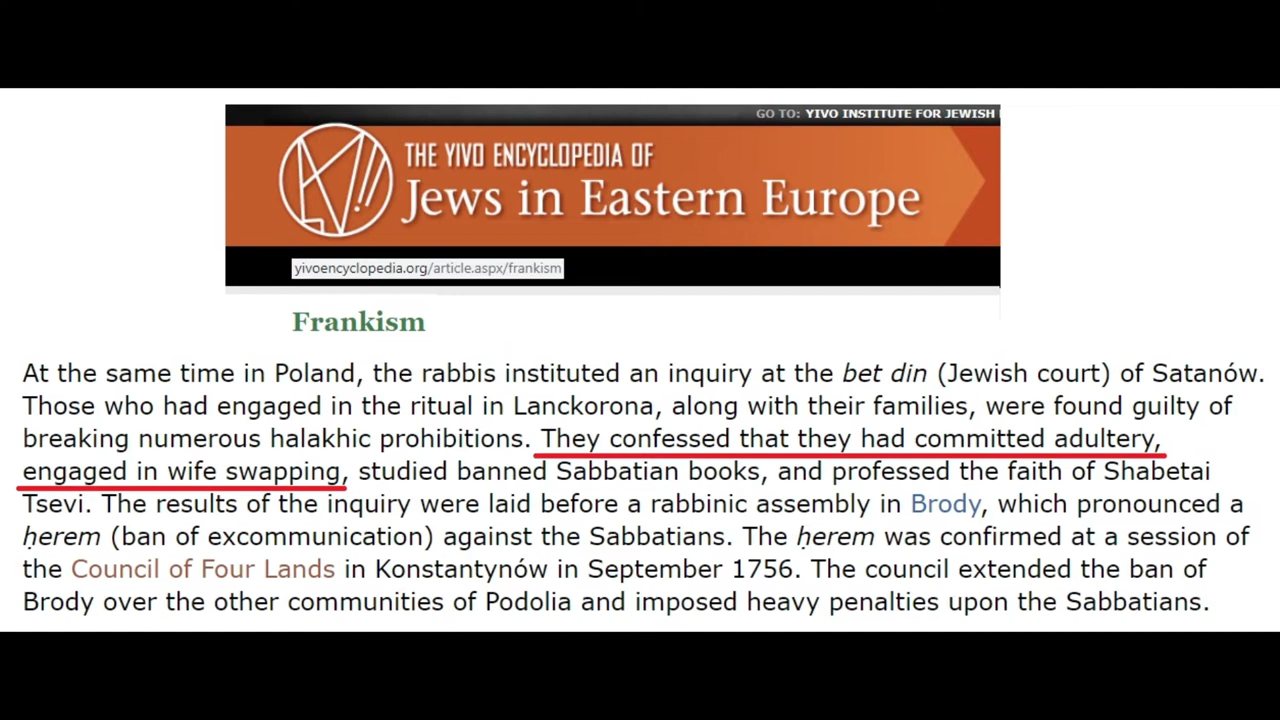 GO TO: YIVO INSTITUTE FOR JEWISH
THE YIVO ENCYCLOPEDIA OF
Jews in Eastern Europe
yivoencyclopedia.org/article.aspx/frankism
Frankism
At the same time in Poland, the rabbis instituted an inquiry at the bet din (Jewish court) of Satanów.
Those who had engaged in the ritual in Lanckorona, along with their families, were found guilty of
breaking numerous halakhic prohibitions. They confessed that they had committed adultery,
engaged in wife swapping, studied banned Sabbatian books, and professed the faith of Shabetai
Tsevi. The results of the inquiry were laid before a rabbinic assembly in Brody, which pronounced a
ḥerem (ban of excommunication) against the Sabbatians. The ḥerem was confirmed at a session of
the Council of Four Lands in Konstantynów in September 1756. The council extended the ban of
Brody over the other communities of Podolia and imposed heavy penalties upon the Sabbatians.